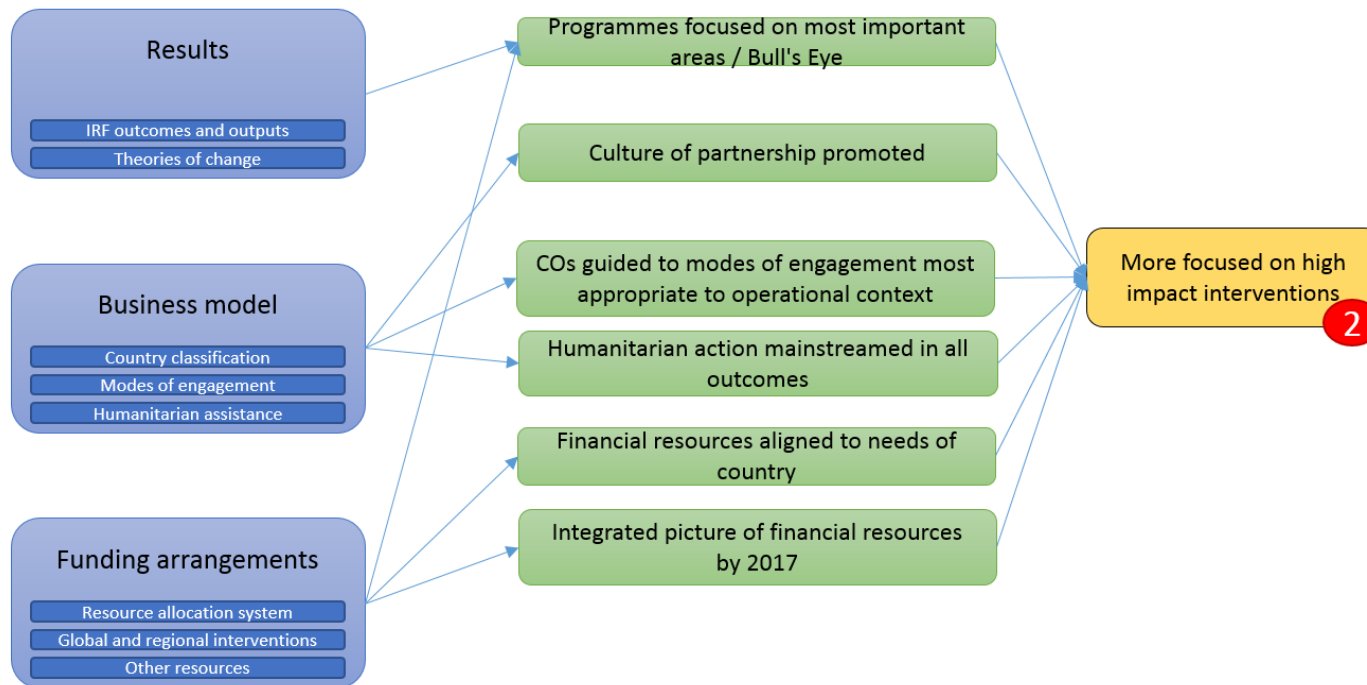 Results
IRF outcomes and outputs
Theories of change
Business model
Country classification
Modes of engagement
Humanitarian assistance
Funding arrangements
Resource allocation system
Global and regional interventions
Other resources
Programmes focused on most important
areas / Bull's Eye
Culture of partnership promoted
COs guided to modes of engagement most
appropriate to operational context
Humanitarian action mainstreamed in all
outcomes
Financial resources aligned to needs of
country
Integrated picture of financial resources
by 2017
More focused on high
impact interventions
2